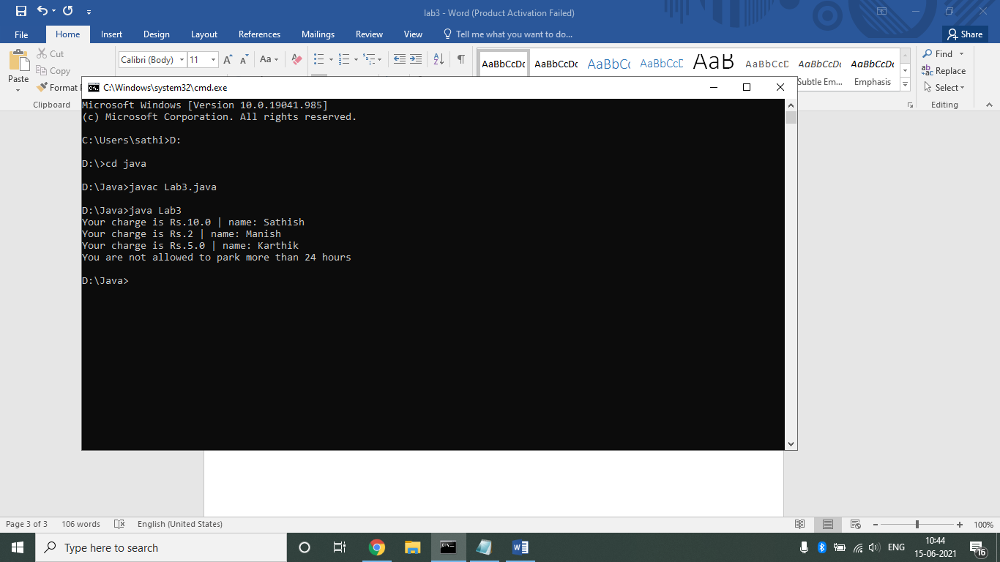 lab3 - Word (Product Activation Failed)
File Home Insert Design Layout References Mailings Review View Tell me what you want to do... Share
Paste
Cut
Copy
Format
Clipboard
Calibri (Body) 11
Aa
AaBbCcDc AaBbCcDc AaBbCc AaBbCcD AaB AaBbCcD AaBbCcDc AaBbCcDc
Subtle Em... Emphasis
Find
Replace
Select
Editing
C:\Windows\system32\cmd.exe
Microsoft Windows [Version 10.0.19041.985]
(c) Microsoft Corporation. All rights reserved.
C:\Users\sathi>D:
D:\>cd java
D:\Java>javac Lab3.java
D:\Java>java Lab3
Your charge is Rs.10.0 | name: Sathish
Your charge is Rs.2 | name: Manish
Your charge is Rs.5.0 | name: Karthik
You are not allowed to park more than 24 hours
D:\Java>
Page 3 of 3 106 words English (United States) 100%
Type here to search
ENG
10:44
15-06-2021
16